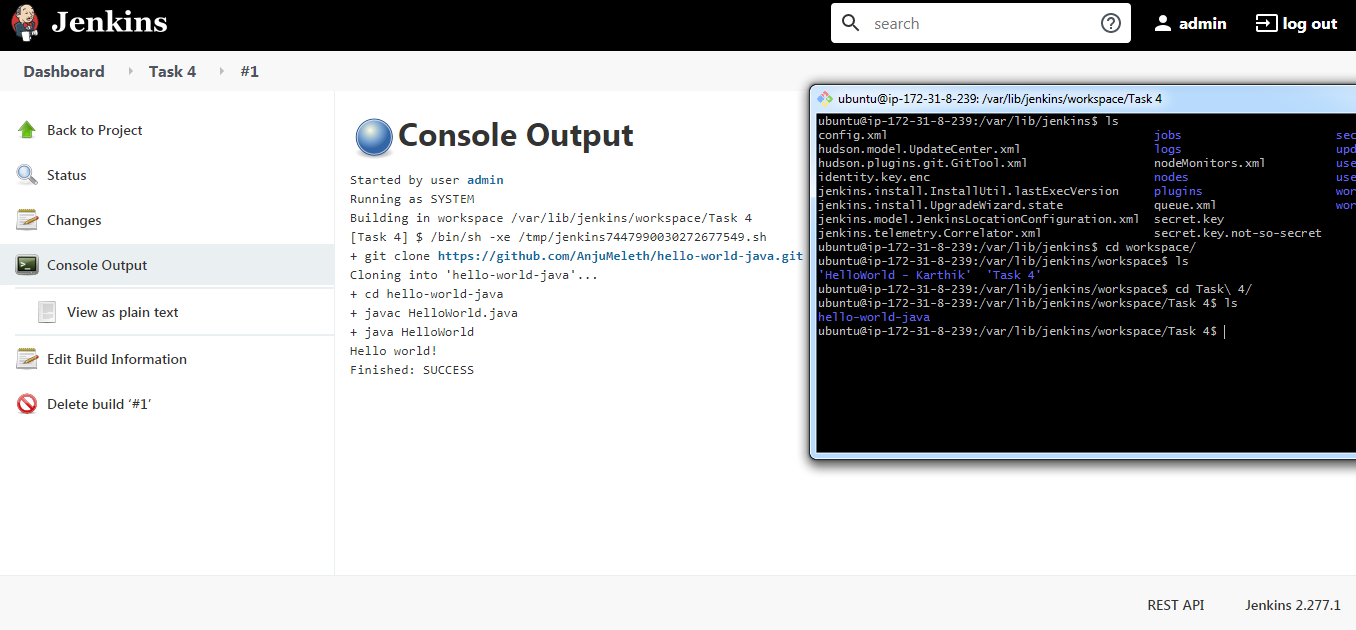 Jenkins
search
admin
log out
Dashboard
Task 4
#1
Back to Project
Status
Changes
Console Output
View as plain text
Edit Build Information
Delete build ‘#1’
Console Output
Started by user admin
Running as SYSTEM
Building in workspace /var/lib/jenkins/workspace/Task 4
[Task 4] $ /bin/sh -xe /tmp/jenkins7447990030272677549.sh
+ git clone https://github.com/AnjuMeleth/hello-world-java.git
Cloning into 'hello-world-java'...
+ cd hello-world-java
+ javac HelloWorld.java
+ java HelloWorld
Hello world!
Finished: SUCCESS
ubuntu@ip-172-31-8-239: /var/lib/jenkins/workspace/Task 4
ubuntu@ip-172-31-8-239:/var/lib/jenkins$ ls
config.xml jobs sec
hudson.model.UpdateCenter.xml logs upd
hudson.plugins.git.GitTool.xml nodeMonitors.xml use
identity.key.enc nodes use
jenkins.install.InstallUtil.lastExecVersion plugins wor
jenkins.install.UpgradeWizard.state queue.xml wor
jenkins.model.JenkinsLocationConfiguration.xml secret.key
jenkins.telemetry.Correlator.xml secret.key.not-so-secret
ubuntu@ip-172-31-8-239:/var/lib/jenkins$ cd workspace/
ubuntu@ip-172-31-8-239:/var/lib/jenkins/workspace$ ls
'HelloWorld - Karthik' 'Task 4'
ubuntu@ip-172-31-8-239:/var/lib/jenkins/workspace$ cd Task\ 4/
ubuntu@ip-172-31-8-239:/var/lib/jenkins/workspace/Task 4$ ls
hello-world-java
ubuntu@ip-172-31-8-239:/var/lib/jenkins/workspace/Task 4$
REST API
Jenkins 2.277.1